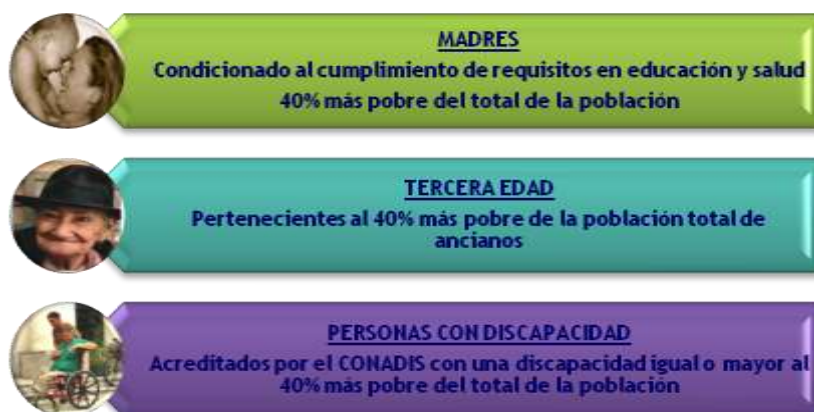 MADRES
Condicionado al cumplimiento de requisitos en educación y salud
40% más pobre del total de la población
TERCERA EDAD
Pertenecientes al 40% más pobre de la población total de
ancianos
PERSONAS CON DISCAPACIDAD
Acreditados por el CONADIS con una discapacidad igual o mayor al
40% más pobre del total de la población